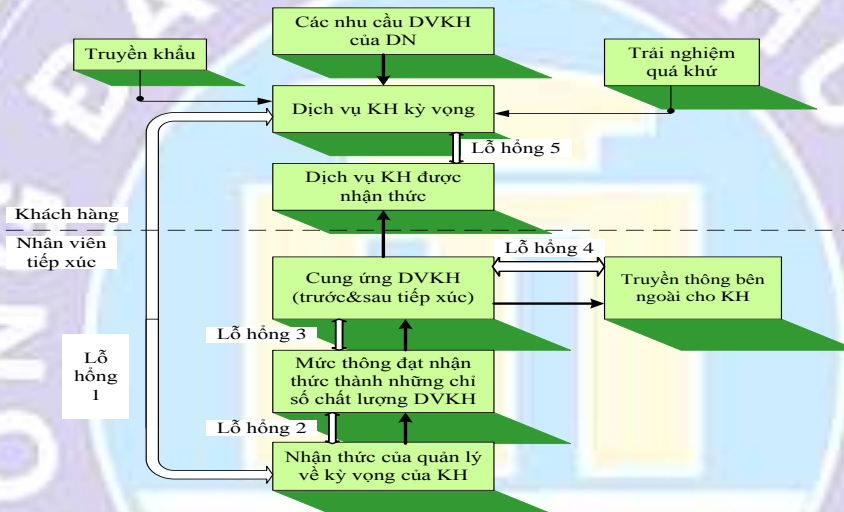 Các nhu cầu DVKH
của DN
Truyền khẩu
Trải nghiệm
quá khứ
Dịch vụ KH kỳ vọng
Lỗ hổng 5
Dịch vụ KH được
nhận thức
Khách hàng
Nhân viên
tiếp xúc
Lỗ hổng 4
Cung ứng DVKH
(trước&sau tiếp xúc)
Truyền thông bên
ngoài cho KH
Lỗ hổng 3
Lỗ
hổng
1
Mức thông đạt nhận
thức thành những chỉ
số chất lượng DVKH
Lỗ hổng 2
Nhận thức của quản lý
về kỳ vọng của KH